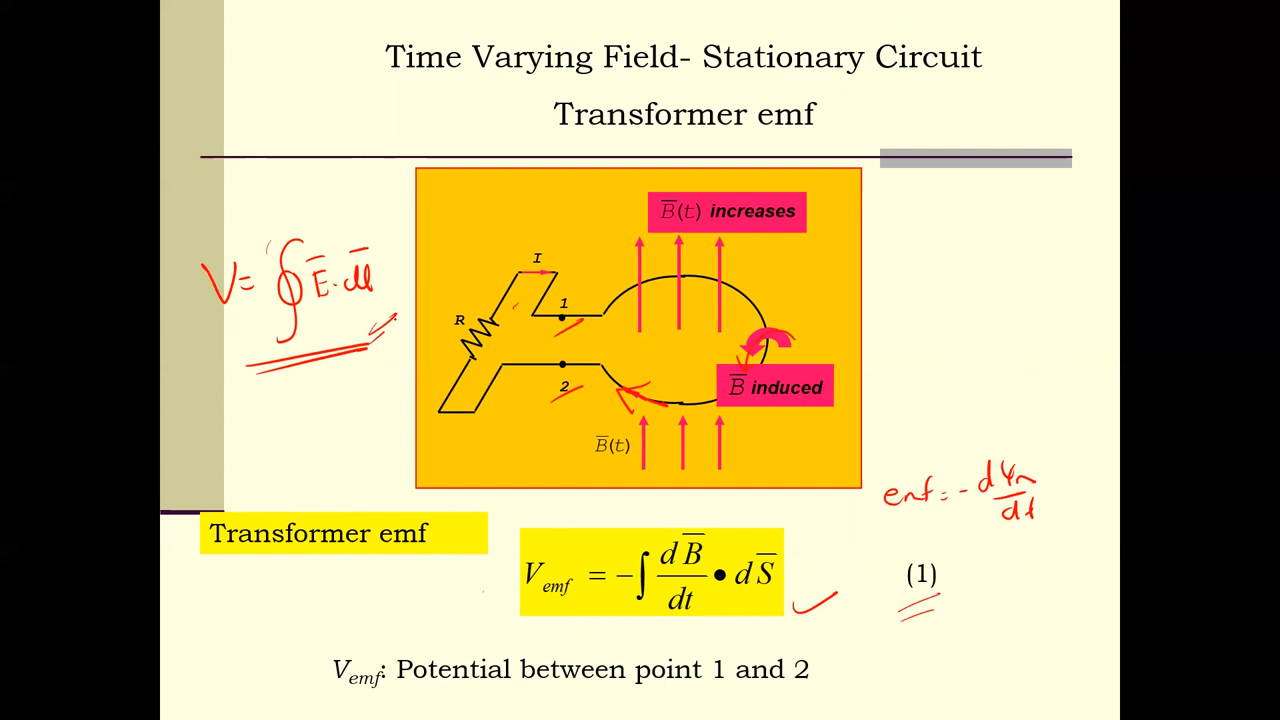 Time Varying Field- Stationary Circuit
Transformer emf
B̅(t) increases
V= ∮ E̅. dl̅
I
1
R
B̅ induced
2
B̅(t)
emf = - dΨm/dt
Transformer emf
V_emf = -∫ dB̅/dt • dS̅
(1)
V_emf: Potential between point 1 and 2